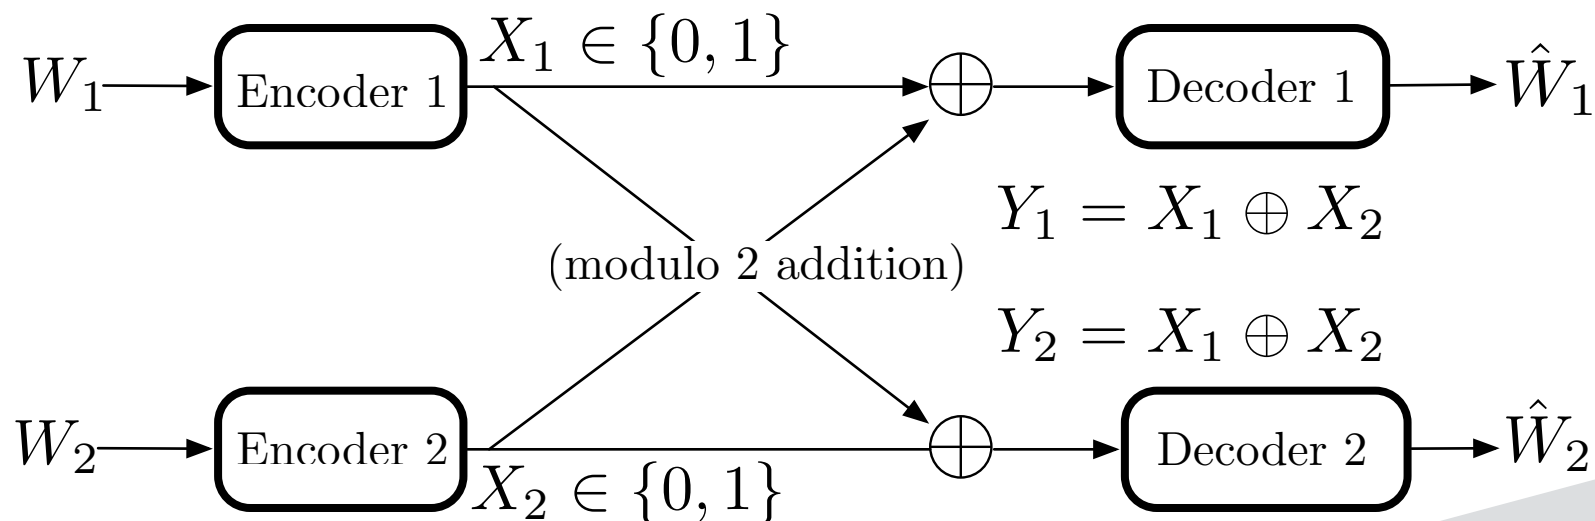 W₁ Encoder 1 X₁ ∈ {0, 1} Decoder 1 Ŵ₁
Y₁ = X₁ ⊕ X₂
(modulo 2 addition)
Y₂ = X₁ ⊕ X₂
W₂ Encoder 2 X₂ ∈ {0, 1} Decoder 2 Ŵ₂